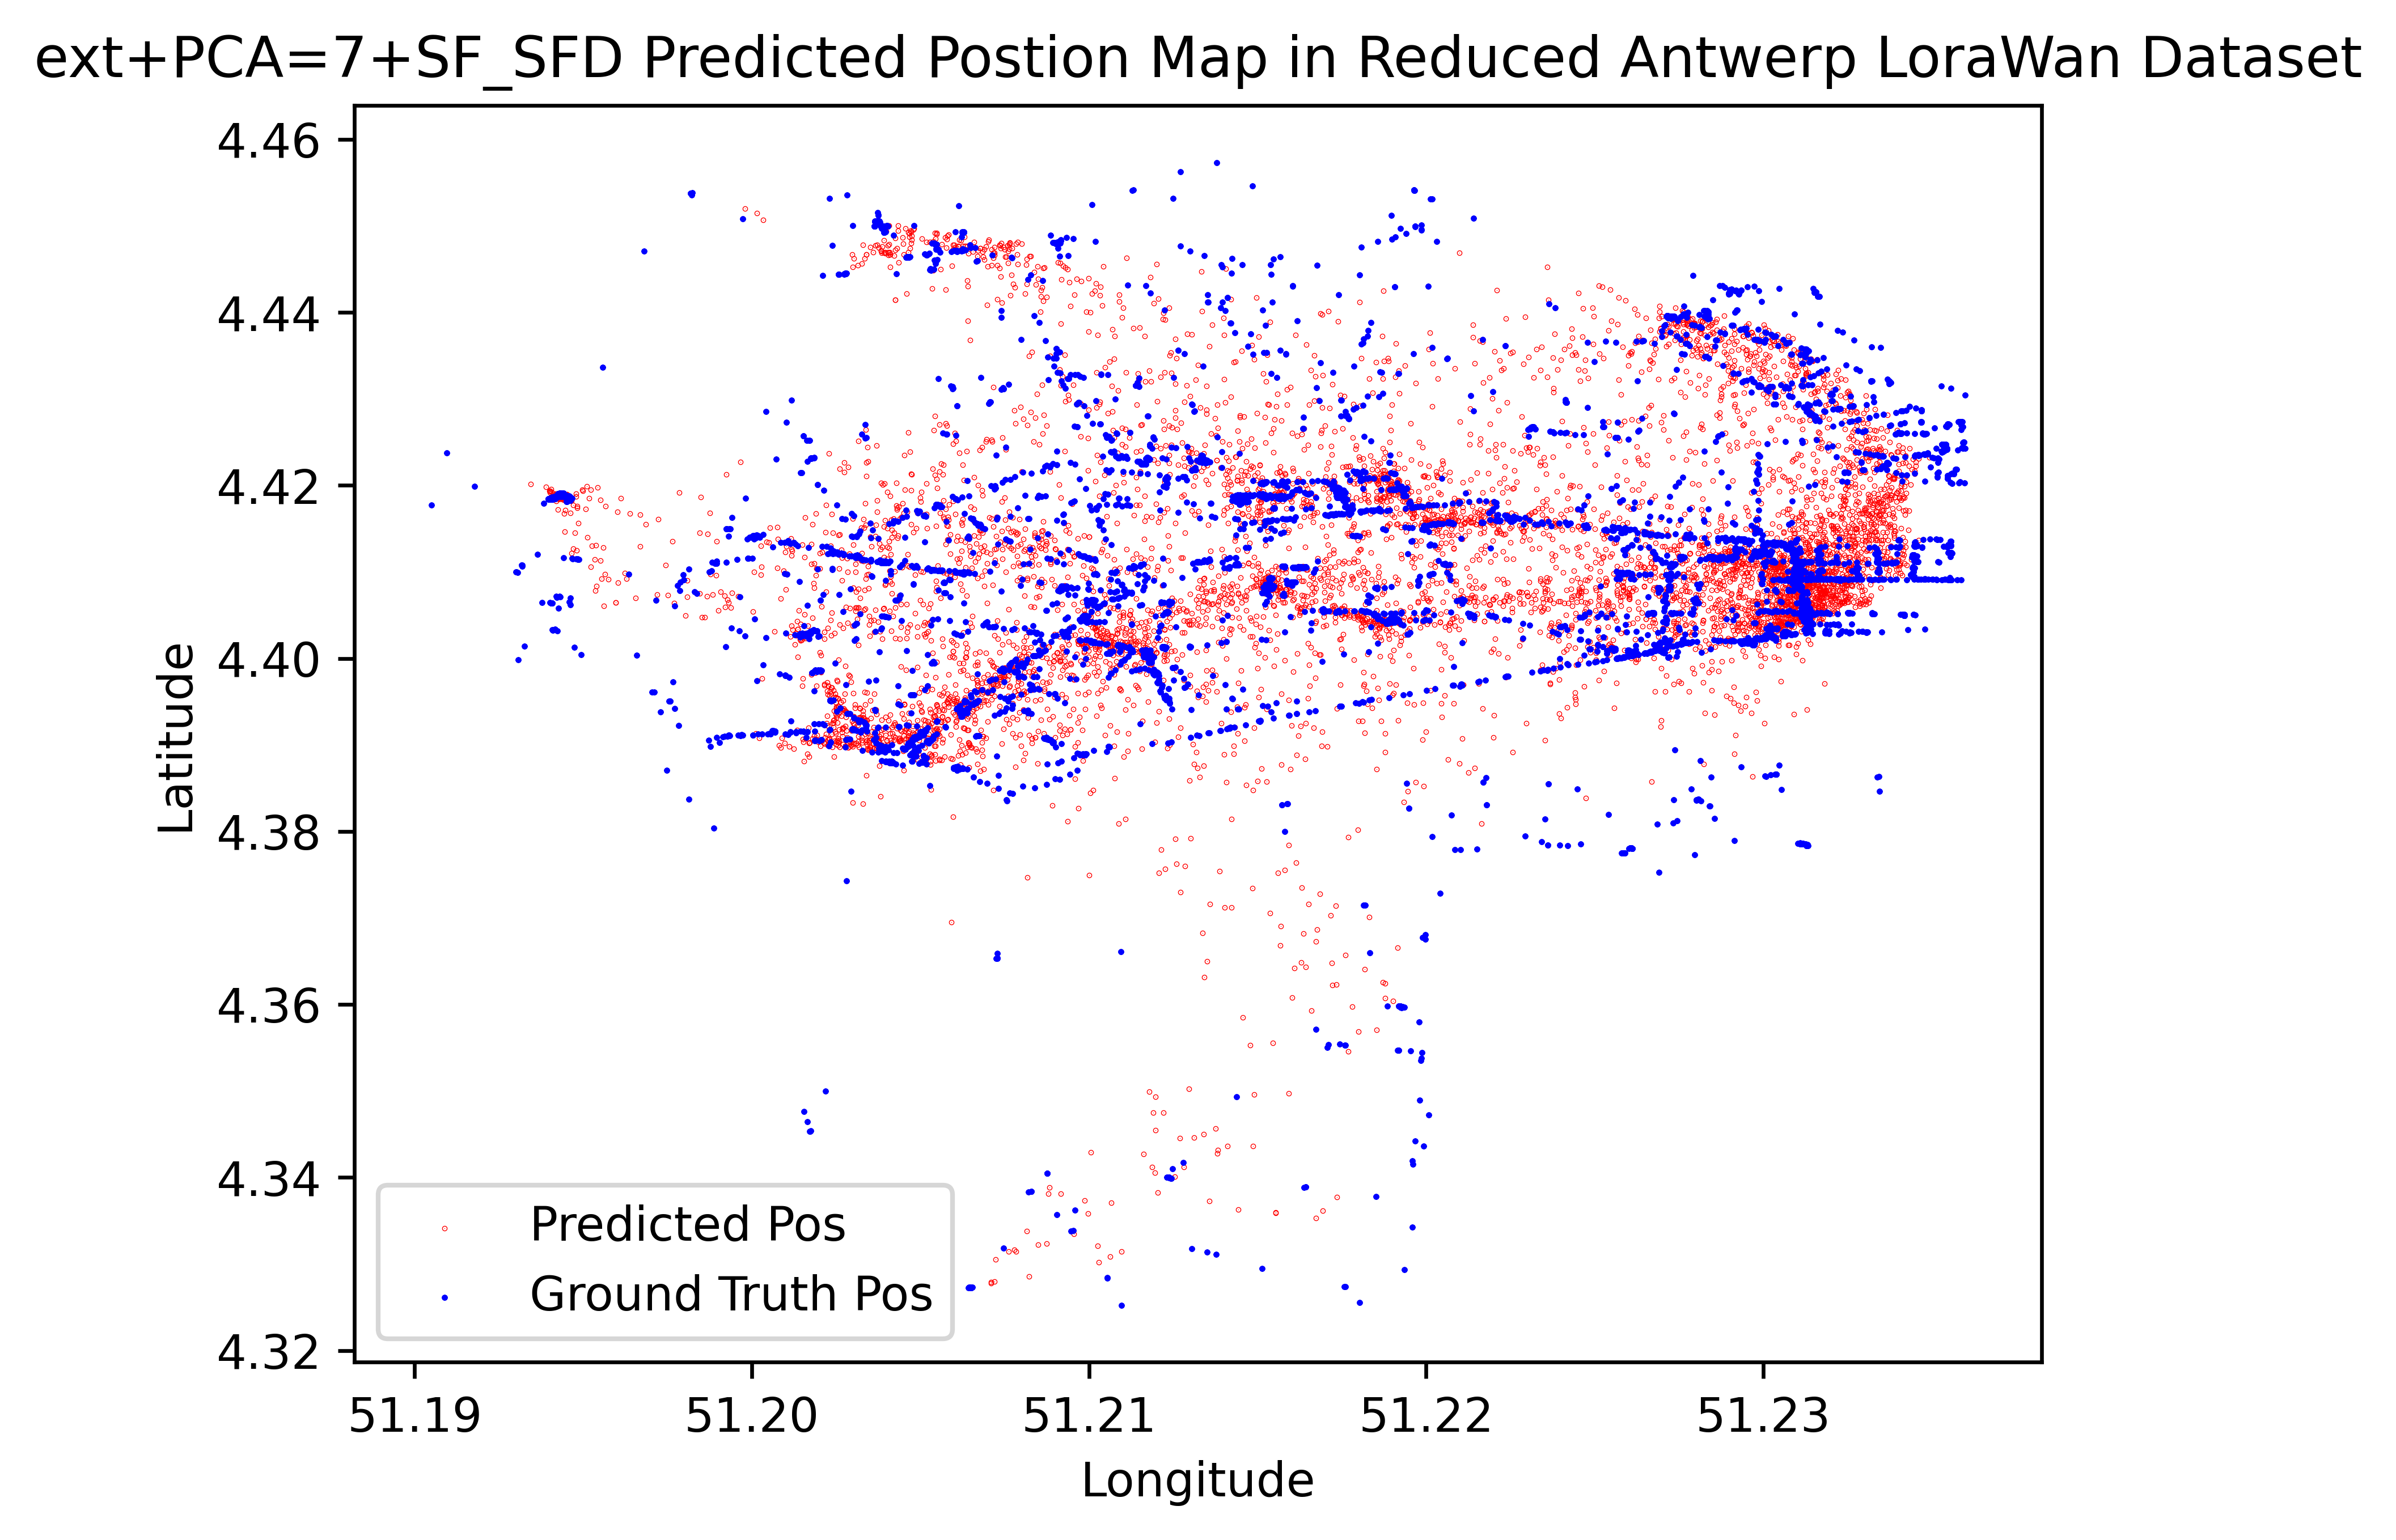 ext+PCA=7+SF_SFD Predicted Postion Map in Reduced Antwerp LoraWan Dataset
4.46
4.44
4.42
4.40
4.38
4.36
4.34
4.32
Latitude
Predicted Pos
Ground Truth Pos
51.19 51.20 51.21 51.22 51.23
Longitude